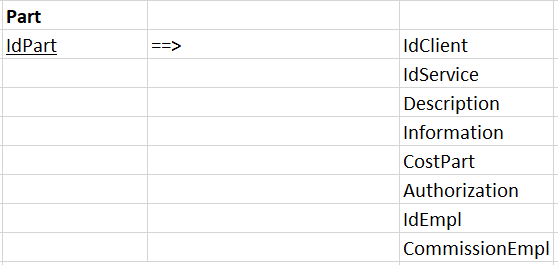 Part
IdPart ==> IdClient
IdService
Description
Information
CostPart
Authorization
IdEmpl
CommissionEmpl